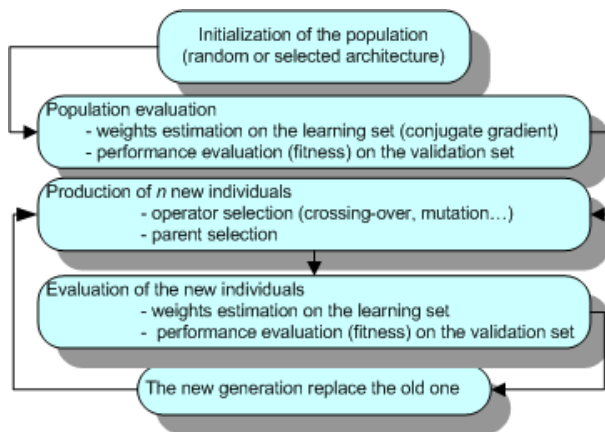 Initialization of the population
(random or selected architecture)
Population evaluation
- weights estimation on the learning set (conjugate gradient)
- performance evaluation (fitness) on the validation set
Production of n new individuals
- operator selection (crossing-over, mutation...)
- parent selection
Evaluation of the new individuals
- weights estimation on the learning set
- performance evaluation (fitness) on the validation set
The new generation replace the old one